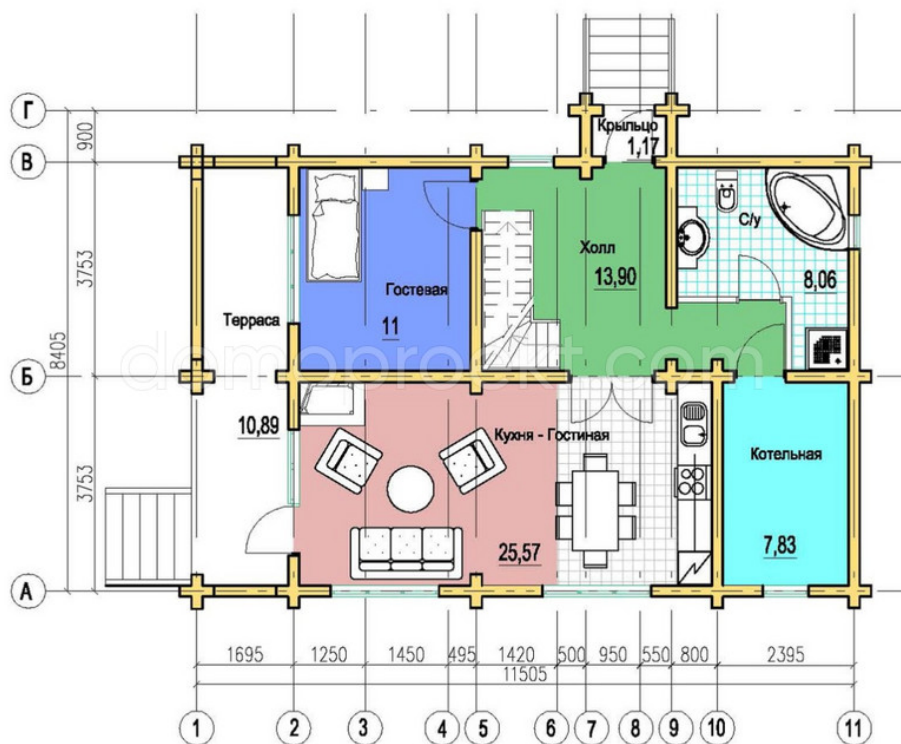 Г
Крыльцо
1,17
900
В
С/у
3753
Холл
13,90
8,06
Гостевая
11
Терраса
domoproekt.com
8405
Б
10,89
Кухня - Гостиная
Котельная
3753
25,57
7,83
А
1695 1250 1450 495 1420 500 950 550 800 2395
11505
1 2 3 4 5 6 7 8 9 10 11